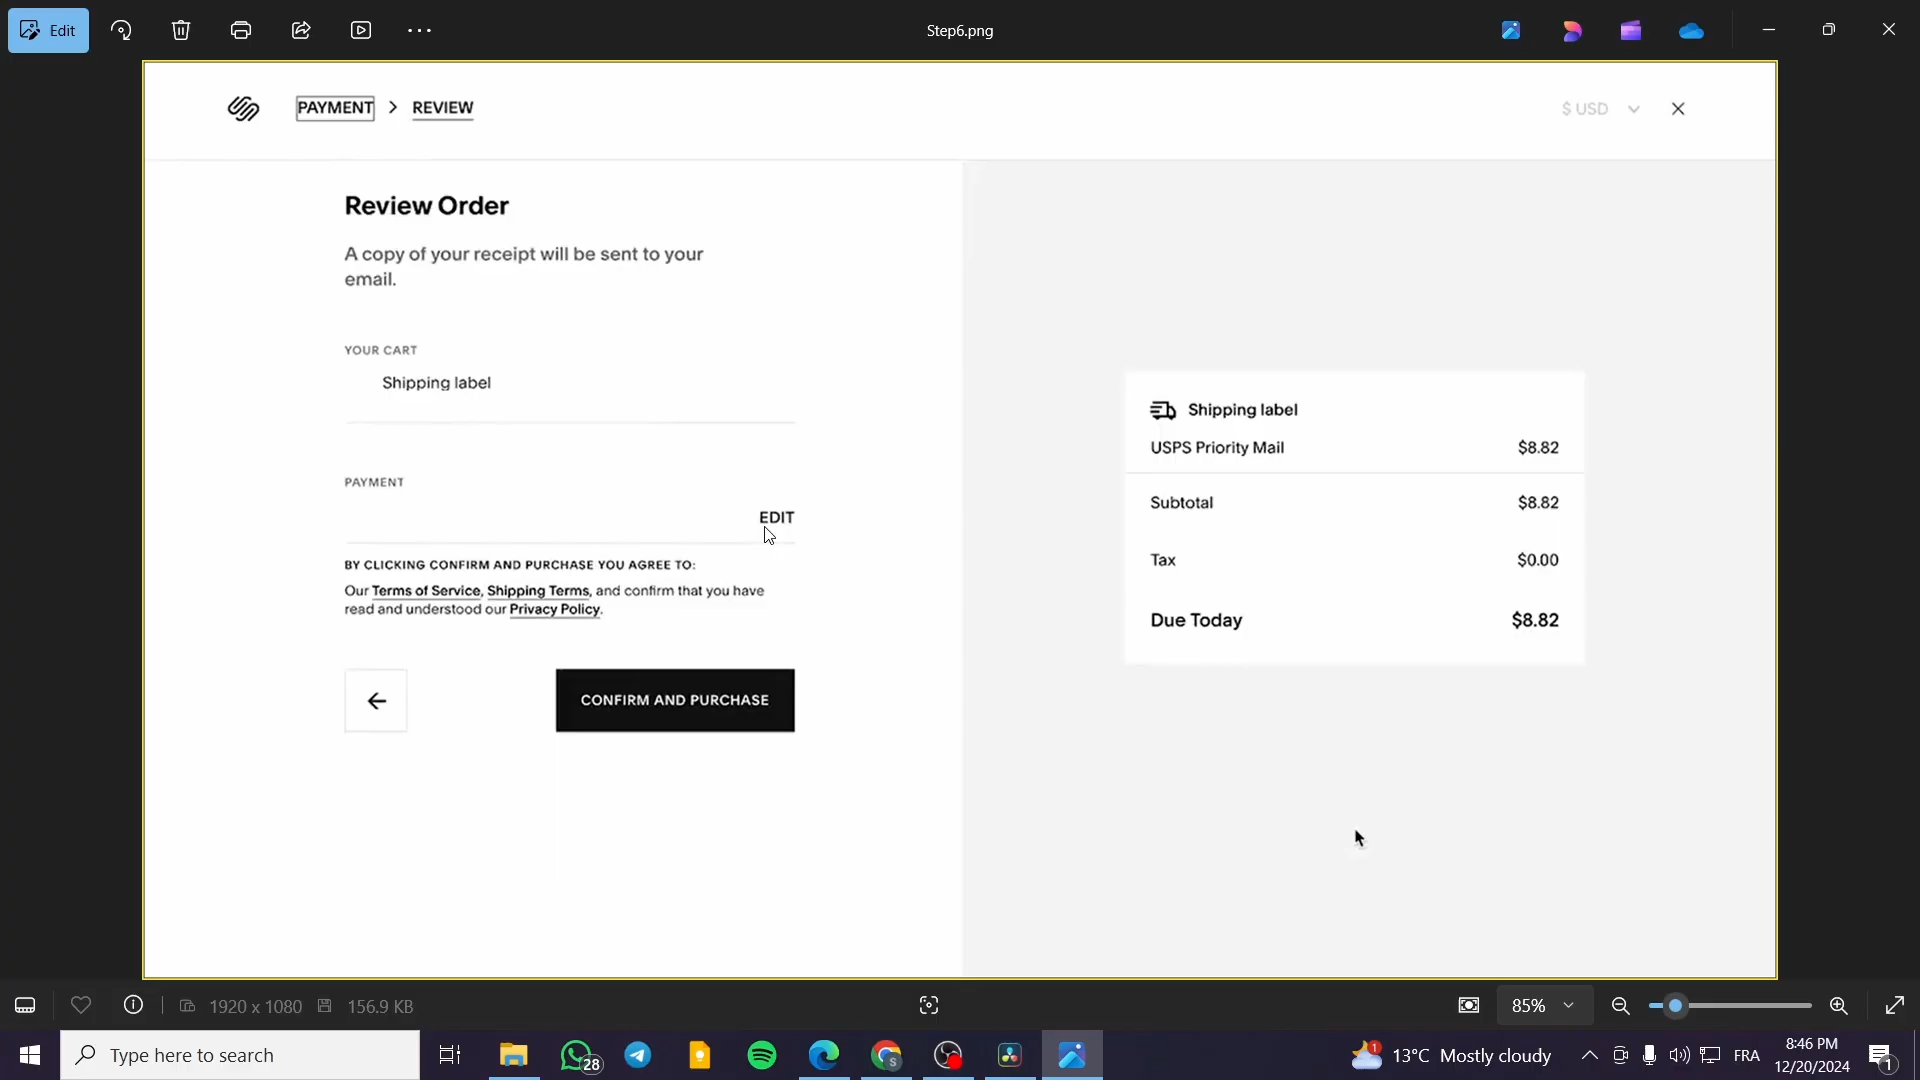 Edit
Step6.png
PAYMENT > REVIEW
$ USD
Review Order
A copy of your receipt will be sent to your
email.
YOUR CART
Shipping label
PAYMENT
EDIT
BY CLICKING CONFIRM AND PURCHASE YOU AGREE TO:
Our Terms of Service, Shipping Terms, and confirm that you have
read and understood our Privacy Policy.
CONFIRM AND PURCHASE
Shipping label
USPS Priority Mail $8.82
Subtotal $8.82
Tax $0.00
Due Today $8.82
1920 x 1080 156.9 KB
85%
Type here to search
28
S
1
13°C Mostly cloudy
FRA
8:46 PM
12/20/2024
1